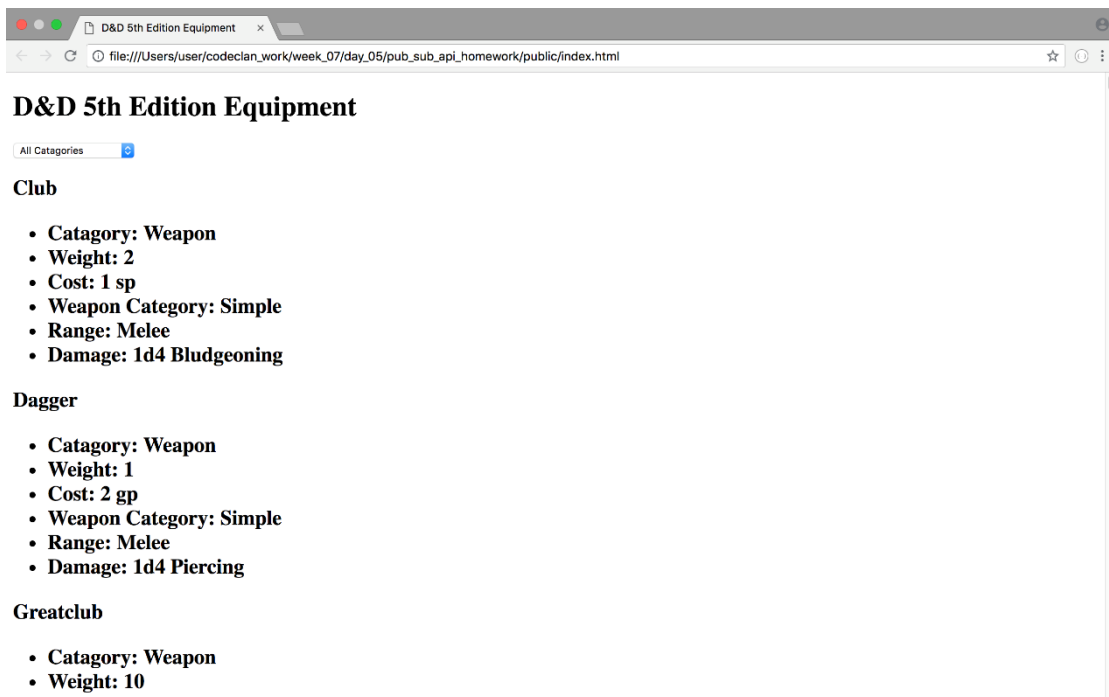 D&D 5th Edition Equipment
file:///Users/user/codeclan_work/week_07/day_05/pub_sub_api_homework/public/index.html
D&D 5th Edition Equipment
All Catagories
Club
• Catagory: Weapon
• Weight: 2
• Cost: 1 sp
• Weapon Category: Simple
• Range: Melee
• Damage: 1d4 Bludgeoning
Dagger
• Catagory: Weapon
• Weight: 1
• Cost: 2 gp
• Weapon Category: Simple
• Range: Melee
• Damage: 1d4 Piercing
Greatclub
• Catagory: Weapon
• Weight: 10